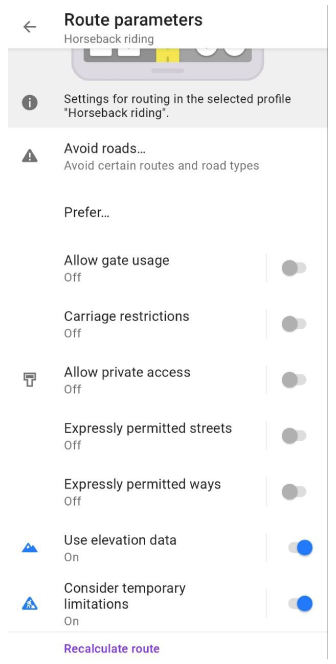 Route parameters
Horseback riding
Settings for routing in the selected profile
"Horseback riding".
Avoid roads...
Avoid certain routes and road types
Prefer...
Allow gate usage
Off
Carriage restrictions
Off
Allow private access
Off
Expressly permitted streets
Off
Expressly permitted ways
Off
Use elevation data
On
Consider temporary
limitations
On
Recalculate route